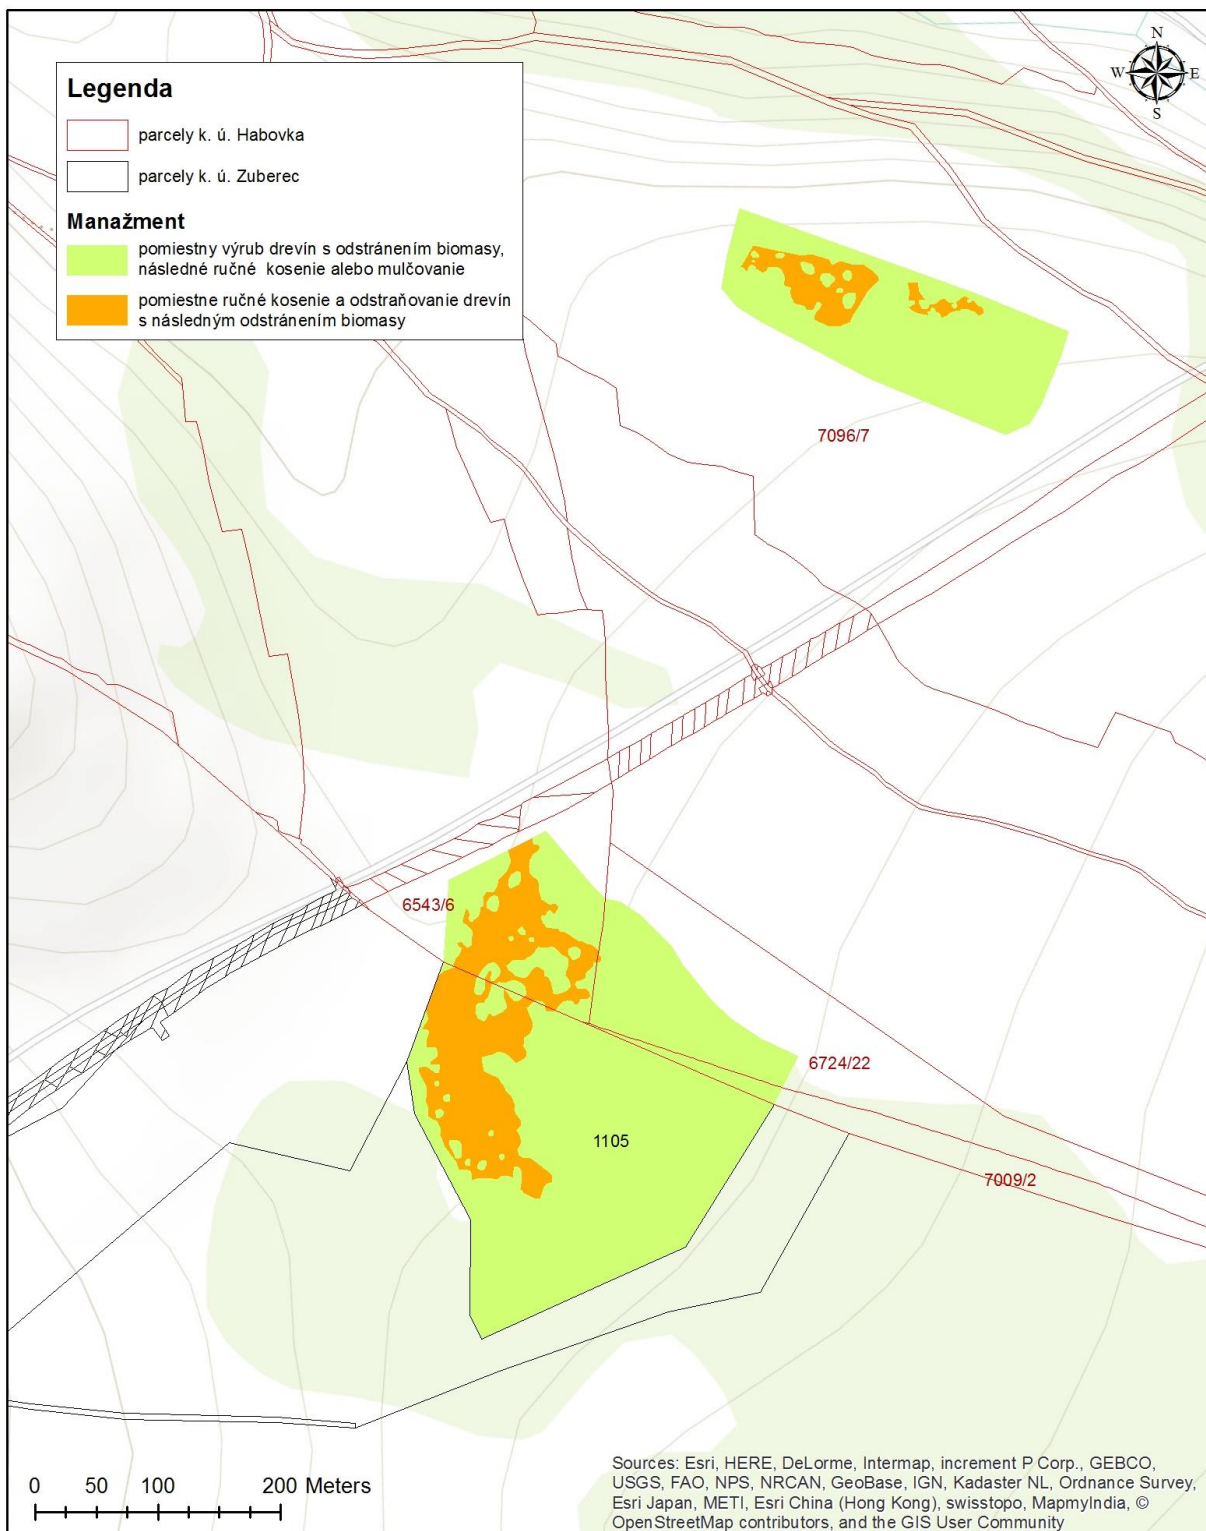 N
W E
S
Legenda
parcely k. ú. Habovka
parcely k. ú. Zuberec
Manažment
pomiestny výrub drevín s odstránením biomasy,
následné ručné kosenie alebo mulčovanie
pomiestne ručné kosenie a odstraňovanie drevín
s následným odstránením biomasy
7096/7
6543/6
6724/22
1105
7009/2
0 50 100 200 Meters
Sources: Esri, HERE, DeLorme, Intermap, increment P Corp., GEBCO,
USGS, FAO, NPS, NRCAN, GeoBase, IGN, Kadaster NL, Ordnance Survey,
Esri Japan, METI, Esri China (Hong Kong), swisstopo, MapmyIndia, ©
OpenStreetMap contributors, and the GIS User Community